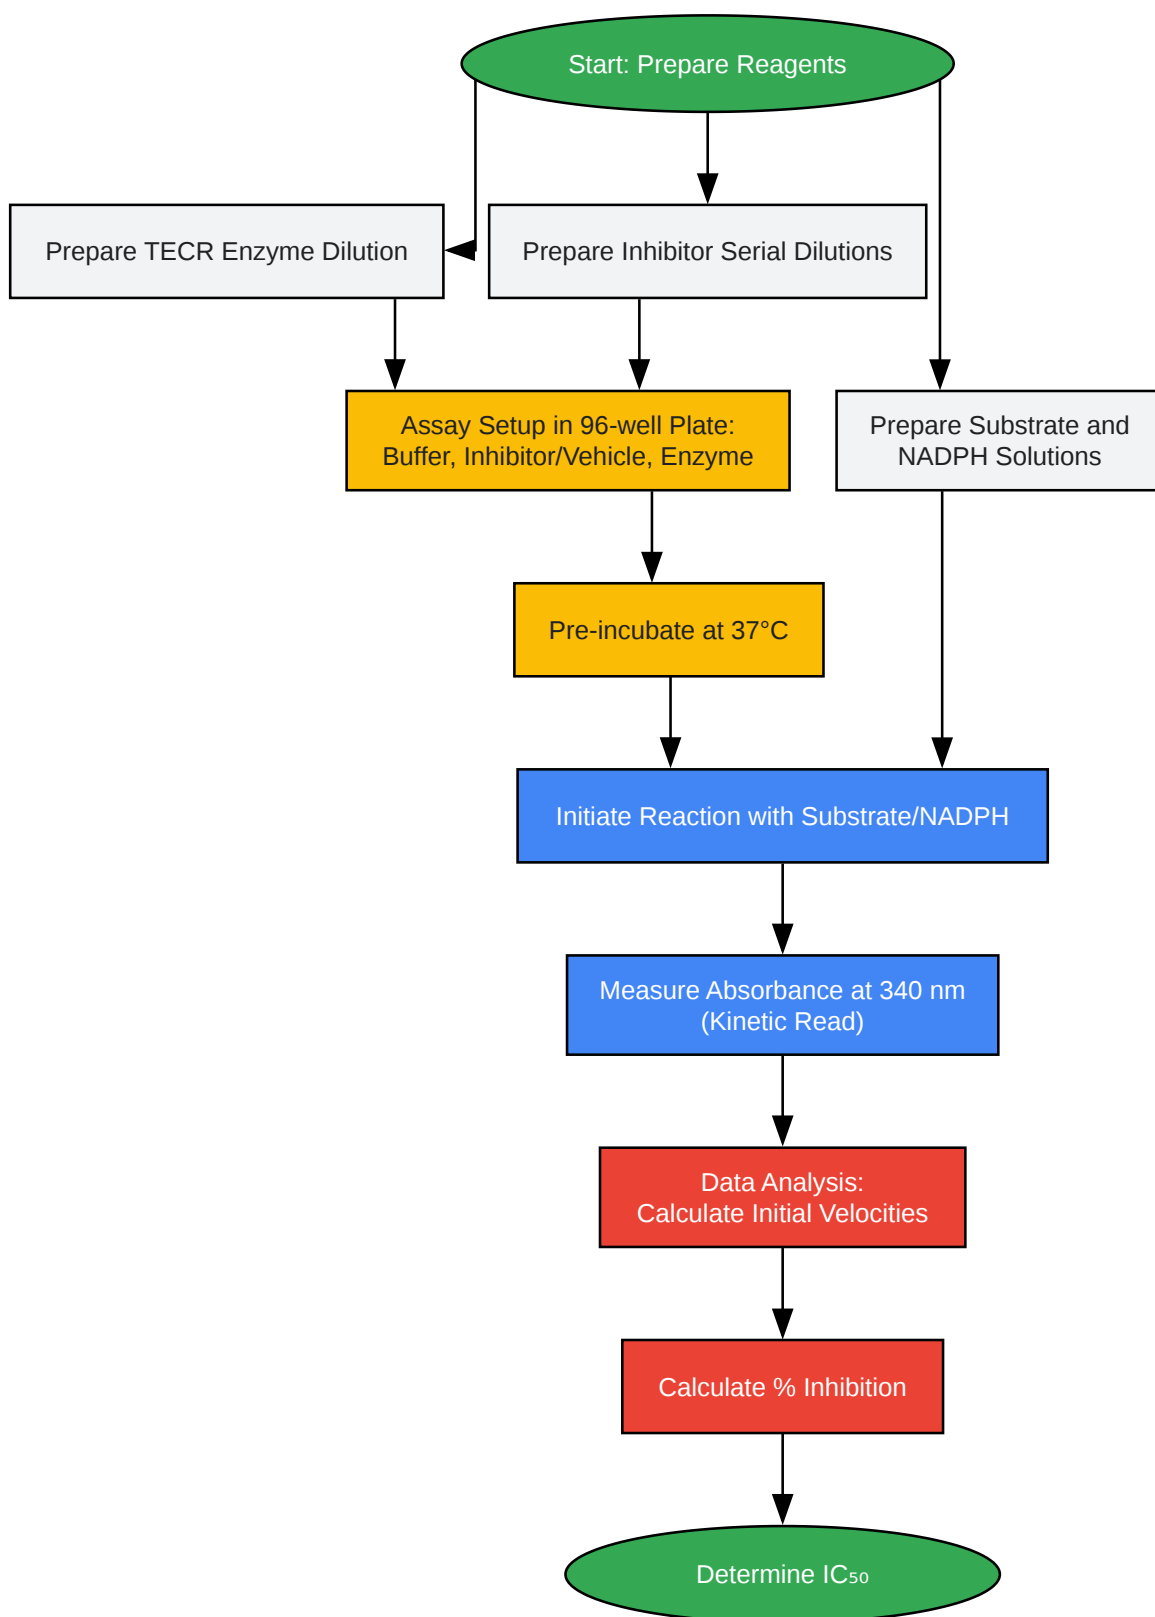 Start: Prepare Reagents
Prepare TECR Enzyme Dilution
Prepare Inhibitor Serial Dilutions
Assay Setup in 96-well Plate:
Buffer, Inhibitor/Vehicle, Enzyme
Prepare Substrate and
NADPH Solutions
Pre-incubate at 37°C
Initiate Reaction with Substrate/NADPH
Measure Absorbance at 340 nm
(Kinetic Read)
Data Analysis:
Calculate Initial Velocities
Calculate % Inhibition
Determine IC₅₀